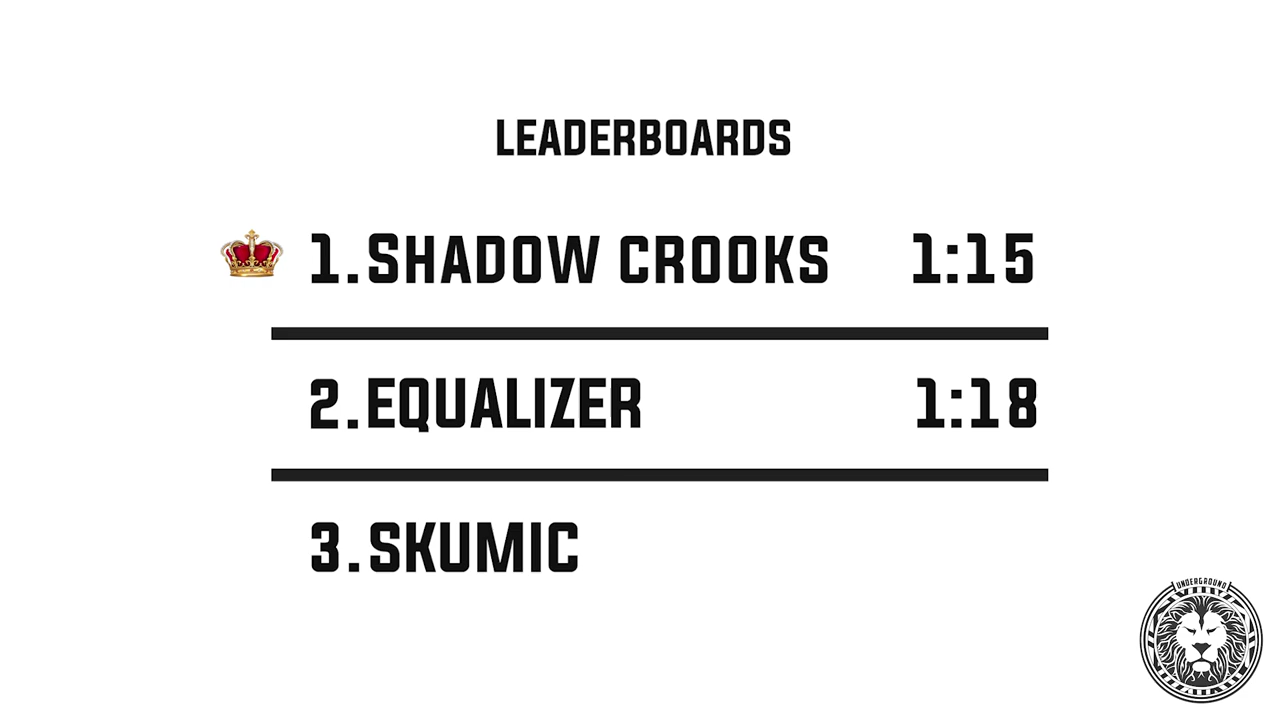 LEADERBOARDS
1. SHADOW CROOKS 1:15
2. EQUALIZER 1:18
3. SKUMIC
UNDERGROUND